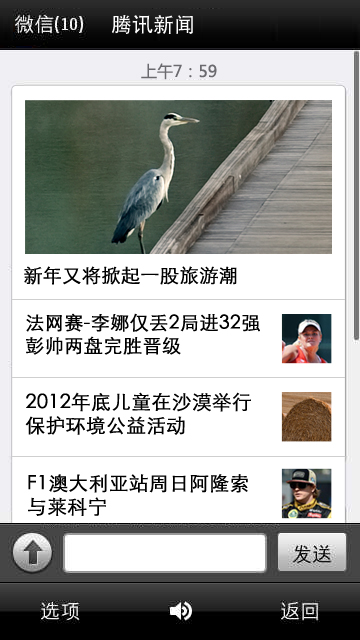 微信(10) 腾讯新闻
上午7：59
新年又将掀起一股旅游潮
法网赛-李娜仅丢2局进32强
彭帅两盘完胜晋级
2012年底儿童在沙漠举行
保护环境公益活动
F1澳大利亚站周日阿隆索
与莱科宁
发送
选项 返回